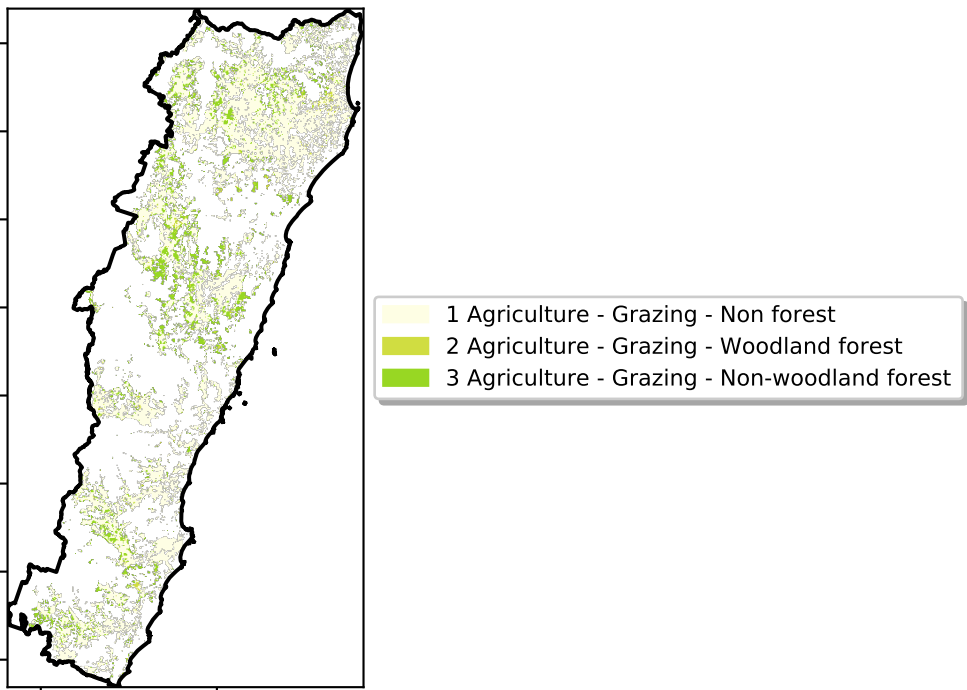 1 Agriculture - Grazing - Non forest
2 Agriculture - Grazing - Woodland forest
3 Agriculture - Grazing - Non-woodland forest